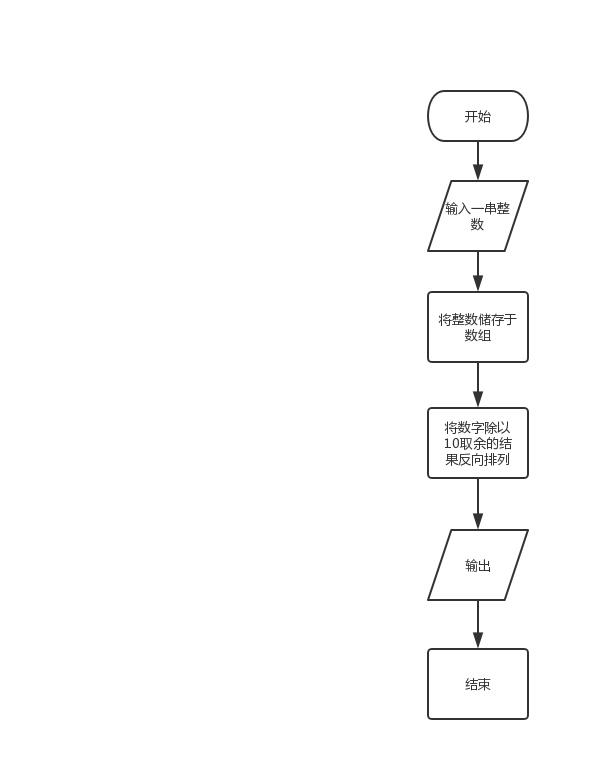 开始
输入一串整
数
将整数储存于
数组
将数字除以
10取余的结
果反向排列
输出
结束